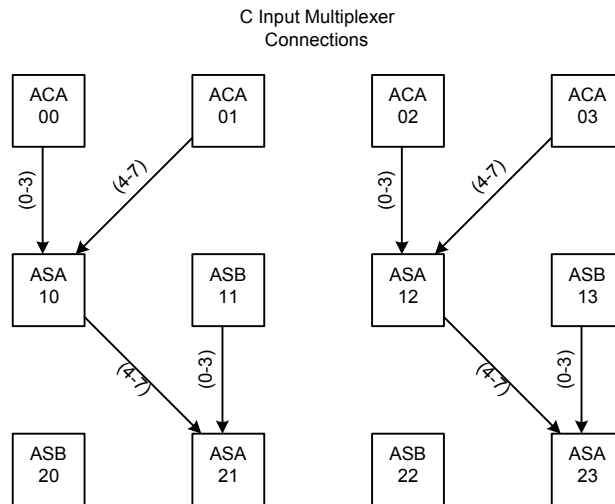 C Input Multiplexer
Connections
ACA
00
ACA
01
ACA
02
ACA
03
(0-3)
(4-7)
(0-3)
(4-7)
ASA
10
ASB
11
ASA
12
ASB
13
(4-7)
(0-3)
(4-7)
(0-3)
ASB
20
ASA
21
ASB
22
ASA
23